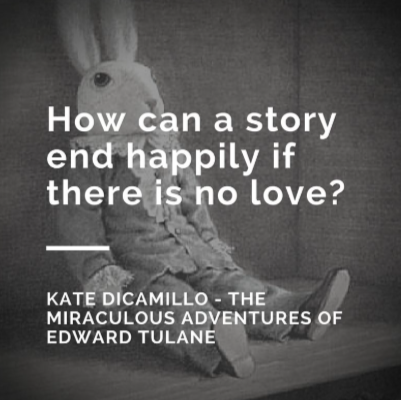 How can a story
end happily if
there is no love?
KATE DICAMILLO - THE
MIRACULOUS ADVENTURES OF
EDWARD TULANE